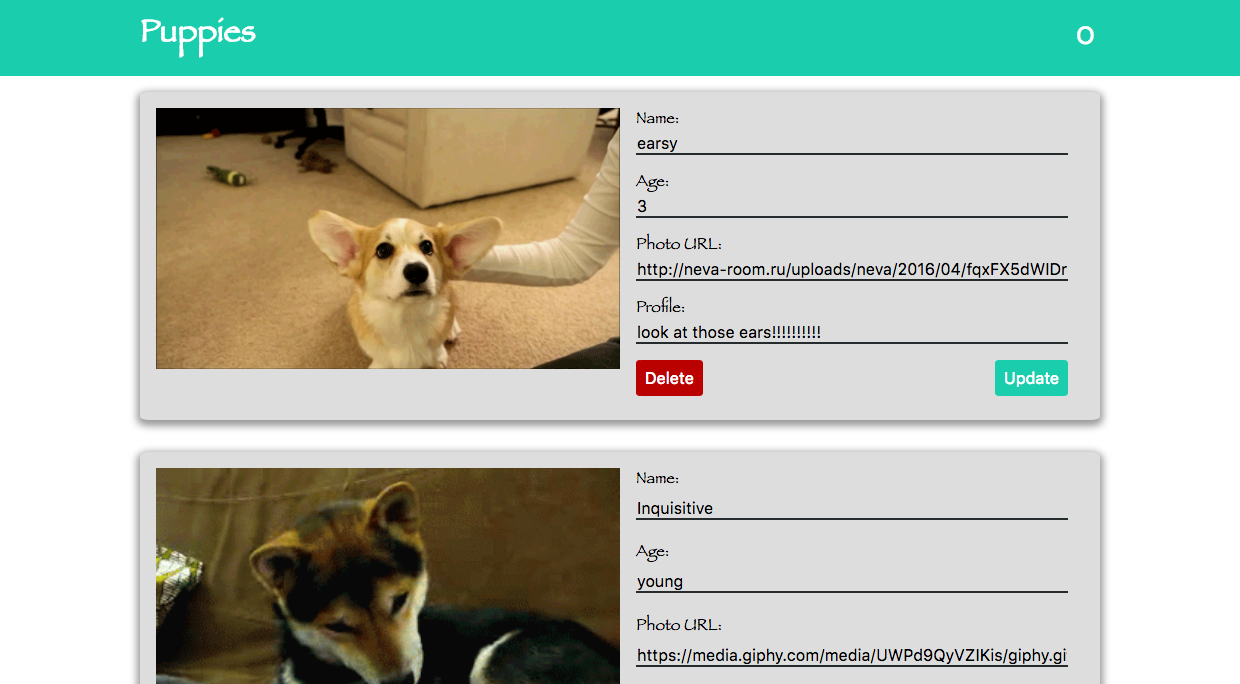 Puppies
0
Name:
earsy
Age:
3
Photo URL:
http://neva-room.ru/uploads/neva/2016/04/fqxFX5dWIDr
Profile:
look at those ears!!!!!!!!!!
Delete
Update
Name:
Inquisitive
Age:
young
Photo URL:
https://media.giphy.com/media/UWPd9QyVZIKis/giphy.gi